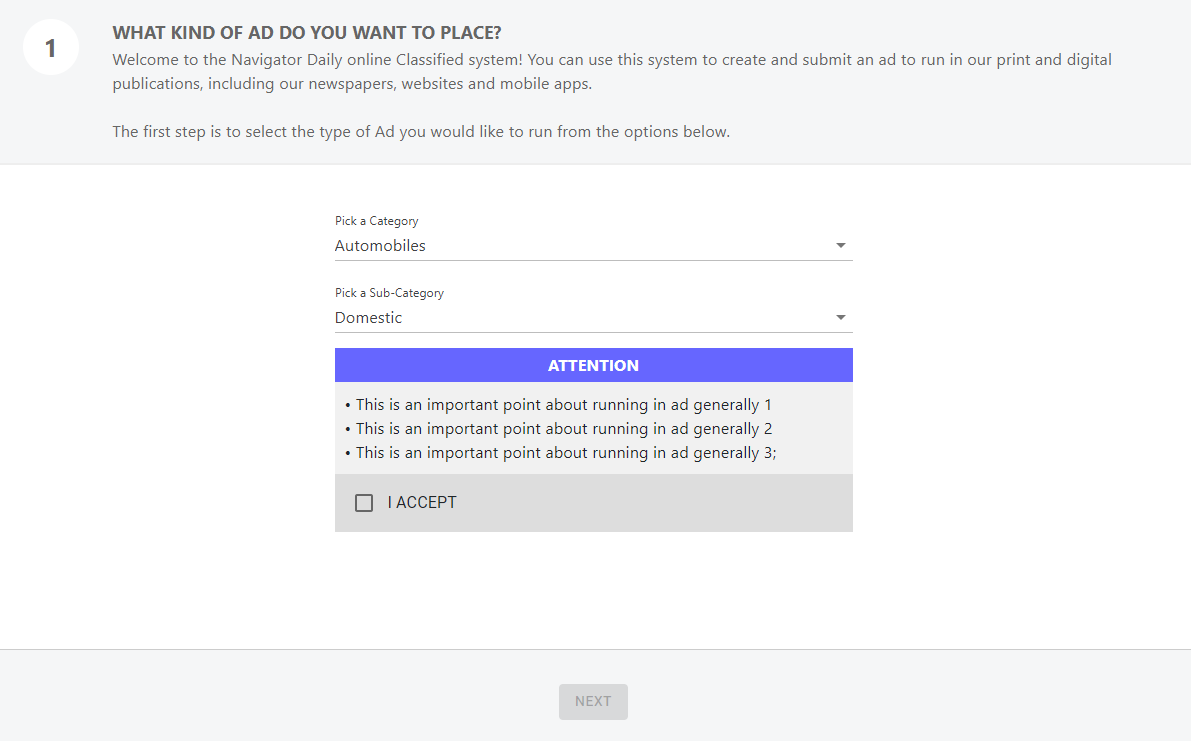 1
WHAT KIND OF AD DO YOU WANT TO PLACE?
Welcome to the Navigator Daily online Classified system! You can use this system to create and submit an ad to run in our print and digital
publications, including our newspapers, websites and mobile apps.
The first step is to select the type of Ad you would like to run from the options below.
Pick a Category
Automobiles
Pick a Sub-Category
Domestic
ATTENTION
• This is an important point about running in ad generally 1
• This is an important point about running in ad generally 2
• This is an important point about running in ad generally 3;
I ACCEPT
NEXT